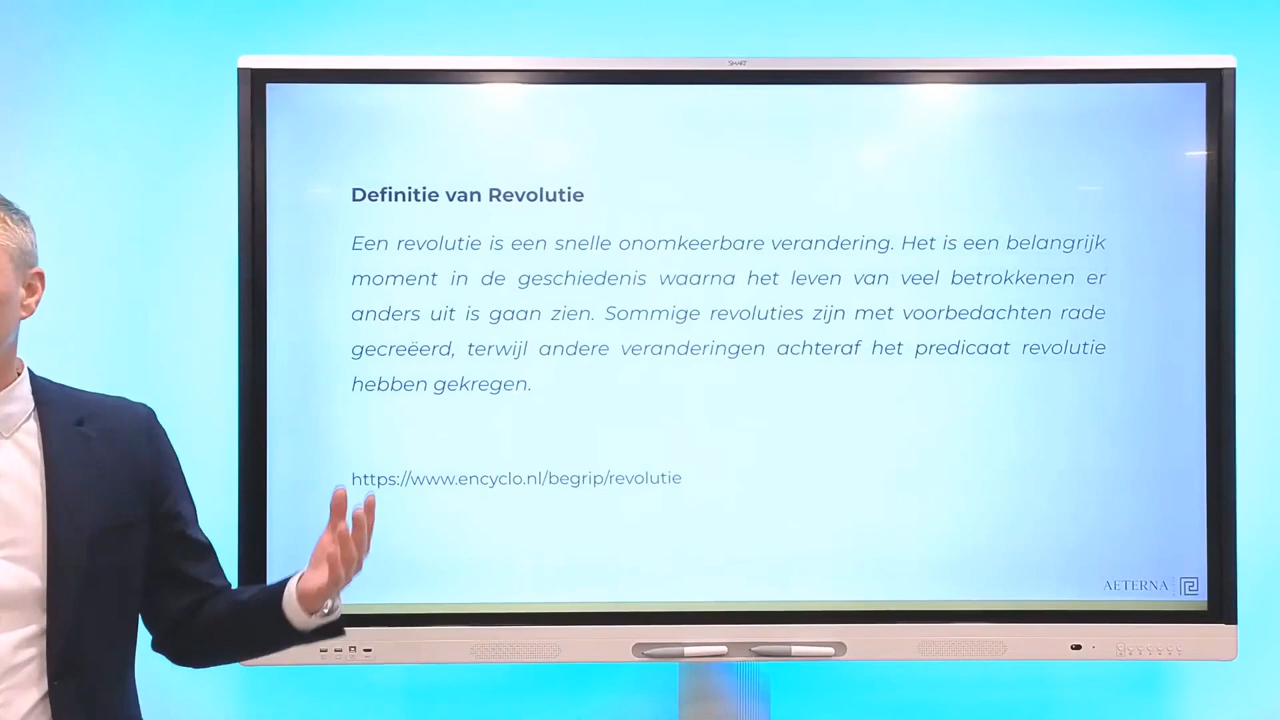 SMART
Definitie van Revolutie
Een revolutie is een snelle onomkeerbare verandering. Het is een belangrijk
moment in de geschiedenis waarna het leven van veel betrokkenen er
anders uit is gaan zien. Sommige revoluties zijn met voorbedachten rade
gecreëerd, terwijl andere veranderingen achteraf het predicaat revolutie
hebben gekregen.
https://www.encyclo.nl/begrip/revolutie
AETERNA